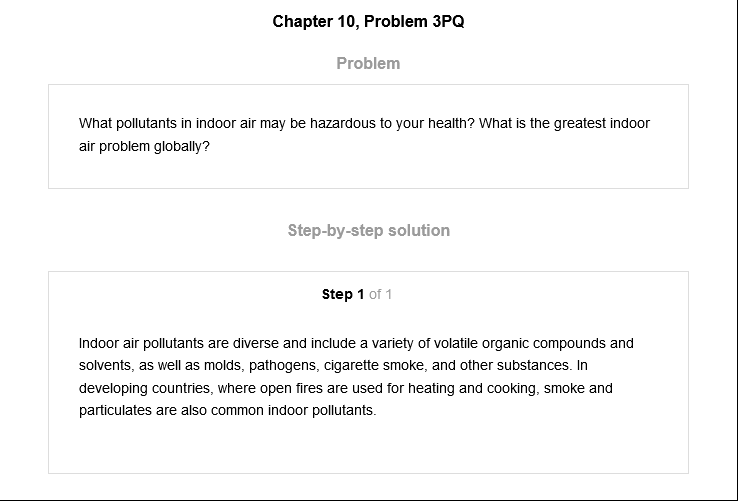 Chapter 10, Problem 3PQ
Problem
What pollutants in indoor air may be hazardous to your health? What is the greatest indoor
air problem globally?
Step-by-step solution
Step 1 of 1
Indoor air pollutants are diverse and include a variety of volatile organic compounds and
solvents, as well as molds, pathogens, cigarette smoke, and other substances. In
developing countries, where open fires are used for heating and cooking, smoke and
particulates are also common indoor pollutants.